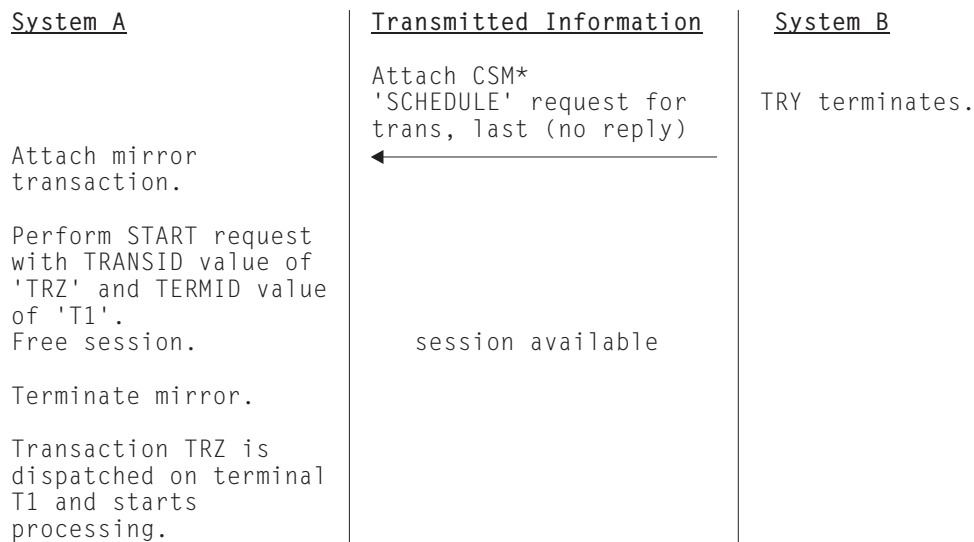 System A
Transmitted Information
System B
Attach CSM*
'SCHEDULE' request for
trans, last (no reply)
TRY terminates.
Attach mirror
transaction.
Perform START request
with TRANSID value of
'TRZ' and TERMID value
of 'T1'.
Free session.
session available
Terminate mirror.
Transaction TRZ is
dispatched on terminal
T1 and starts
processing.